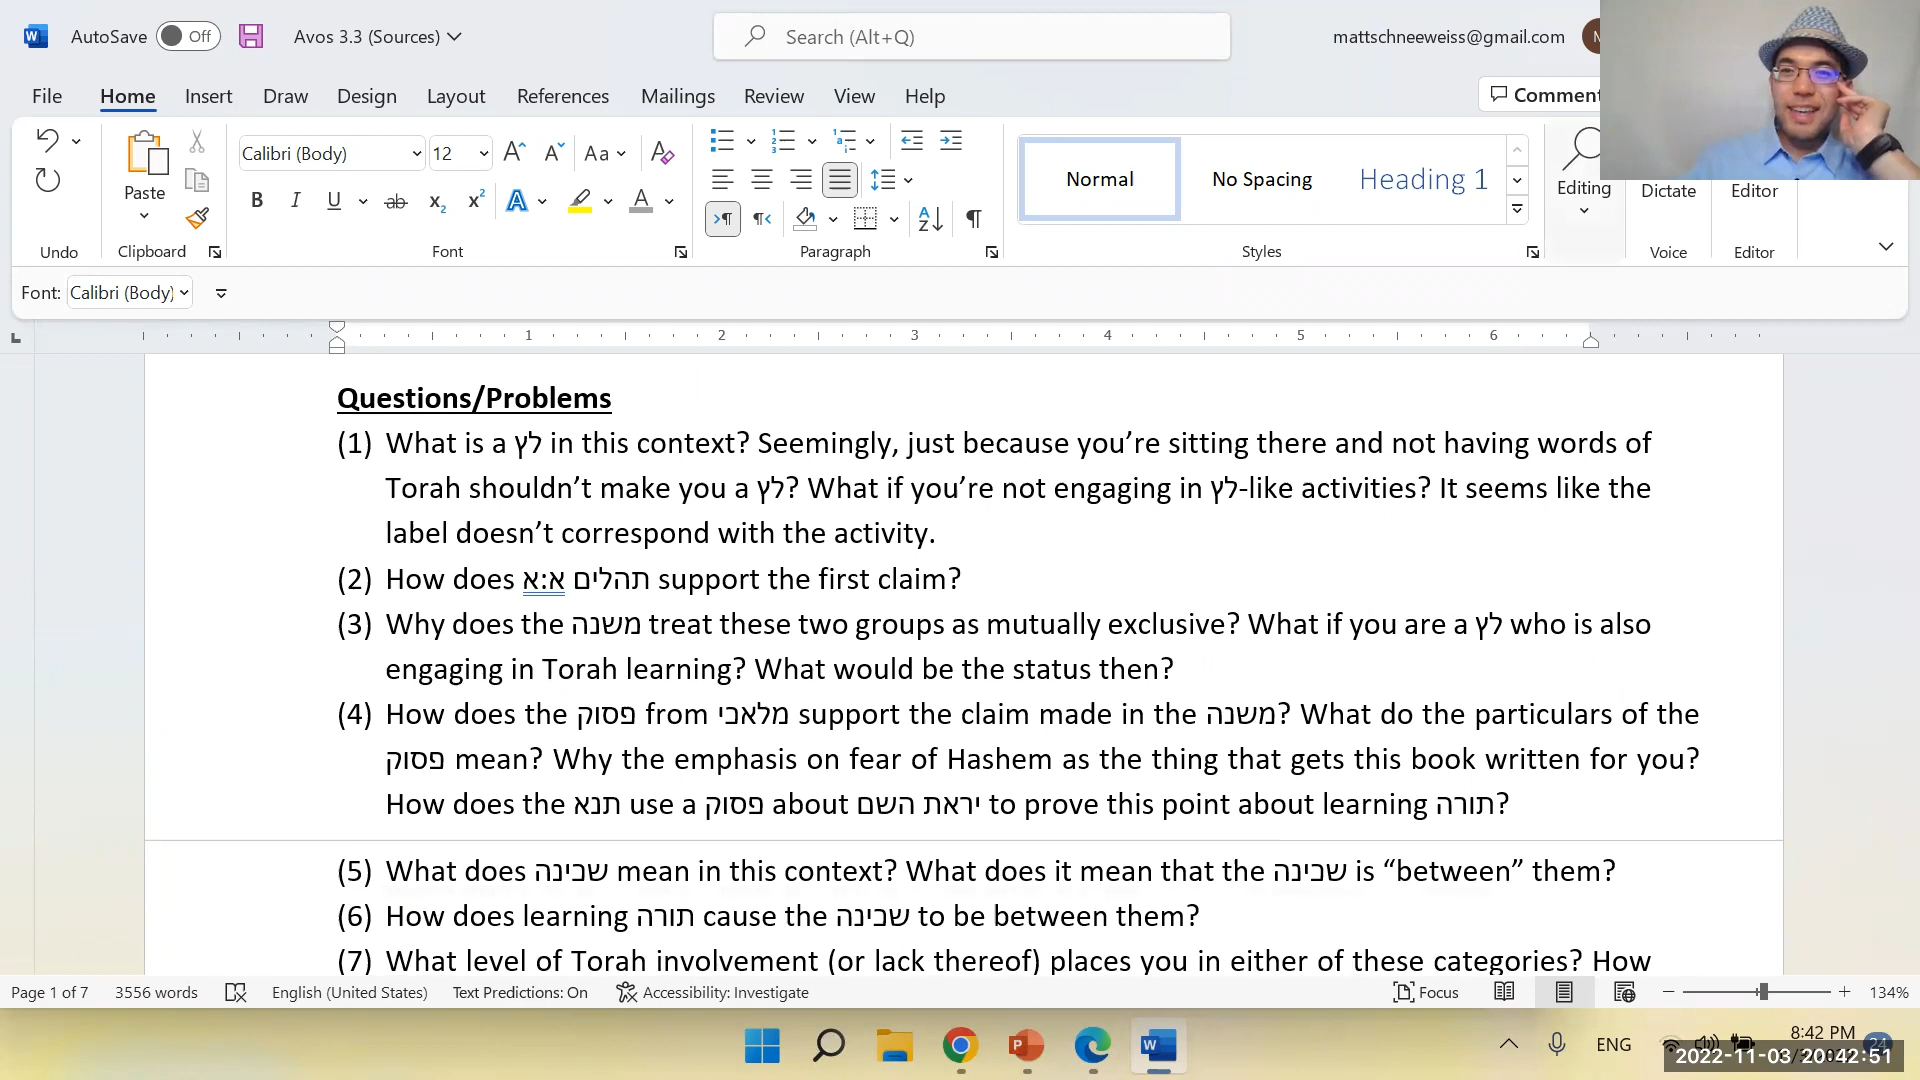 AutoSave Off Avos 3.3 (Sources) Search (Alt+Q) mattschneeweiss@gmail.com
File Home Insert Draw Design Layout References Mailings Review View Help Comment
Calibri (Body) 12 Aa
Paste Normal No Spacing Heading 1 Editing Dictate Editor
B I U ab x₂ x² A A
Undo Clipboard Font Paragraph Styles Voice Editor
Font: Calibri (Body)
1 2 3 4 5 6
Questions/Problems
(1) What is a לץ in this context? Seemingly, just because you’re sitting there and not having words of
Torah shouldn’t make you a לץ? What if you’re not engaging in לץ-like activities? It seems like the
label doesn’t correspond with the activity.
(2) How does תהלים א:א support the first claim?
(3) Why does the משנה treat these two groups as mutually exclusive? What if you are a לץ who is also
engaging in Torah learning? What would be the status then?
(4) How does the פסוק from מלאכי support the claim made in the משנה? What do the particulars of the
פסוק mean? Why the emphasis on fear of Hashem as the thing that gets this book written for you?
How does the תנא use a פסוק about יראת השם to prove this point about learning תורה?
(5) What does שכינה mean in this context? What does it mean that the שכינה is “between” them?
(6) How does learning תורה cause the שכינה to be between them?
(7) What level of Torah involvement (or lack thereof) places you in either of these categories? How
Page 1 of 7 3556 words English (United States) Text Predictions: On Accessibility: Investigate Focus 134%
ENG 8:42 PM 24
2022-11-03 20:42:51